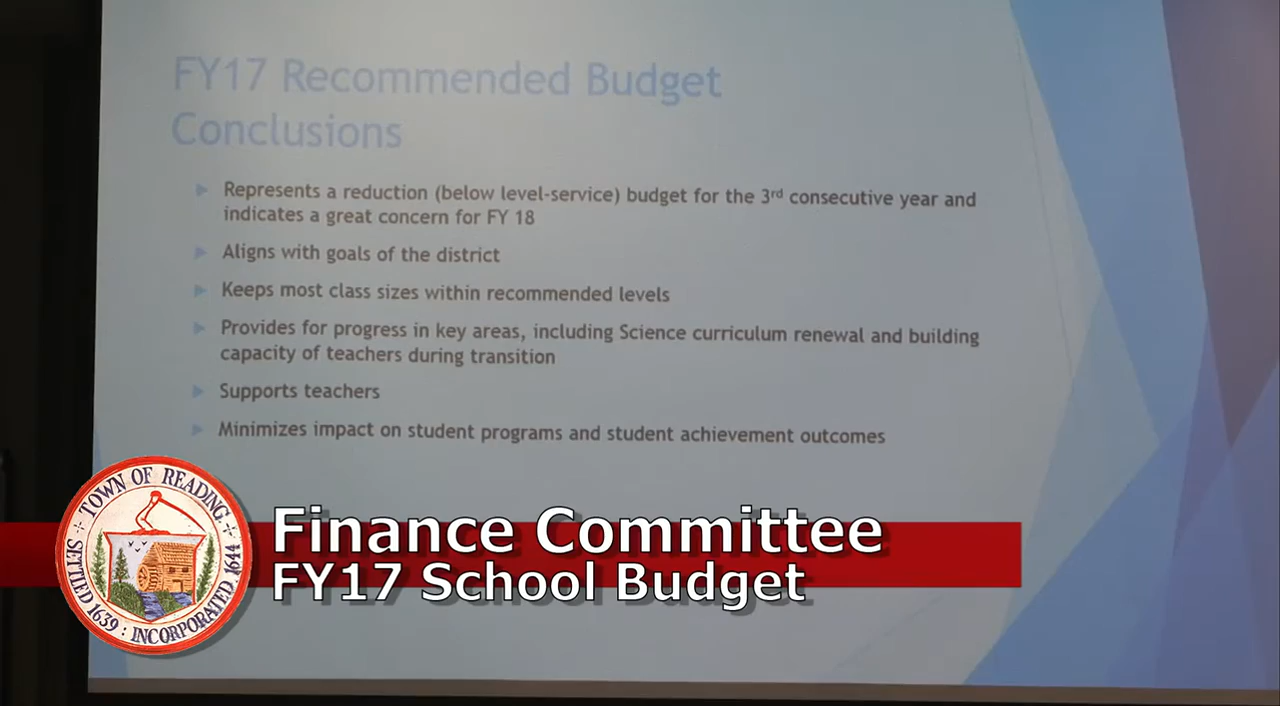 FY17 Recommended Budget
Conclusions
Represents a reduction (below level-service) budget for the 3rd consecutive year and
indicates a great concern for FY 18
Aligns with goals of the district
Keeps most class sizes within recommended levels
Provides for progress in key areas, including Science curriculum renewal and building
capacity of teachers during transition
Supports teachers
Minimizes impact on student programs and student achievement outcomes
TOWN OF READING
SETTLED 1639 : INCORPORATED 1644
Finance Committee
FY17 School Budget